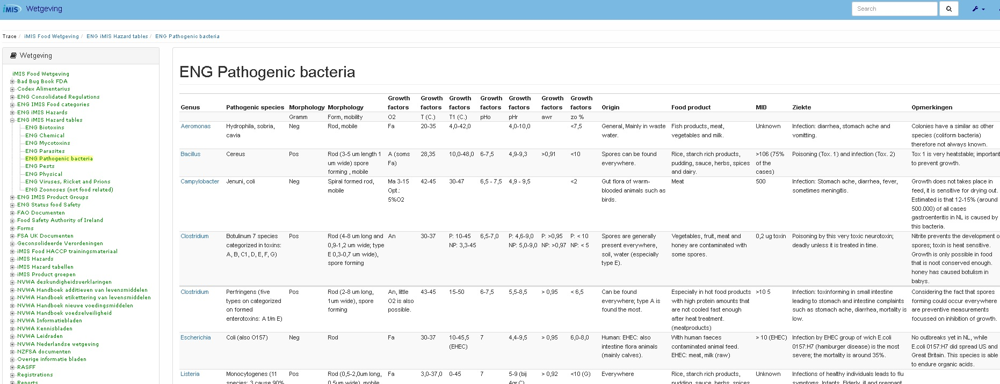 iMIS Wetgeving
Search
Trace / iMIS Food Wetgeving / ENG iMIS Hazard tables / ENG Pathogenic bacteria
Wetgeving
iMIS Food Wetgeving
Bad Bug Book FDA
Codex Alimentarius
ENG Consolidated Regulations
ENG IMIS Food categories
ENG iMIS Hazards
ENG iMIS Hazard tables
ENG Biotoxins
ENG Chemical
ENG Mycotoxins
ENG Parasites
ENG Pathogenic bacteria
ENG Pests
ENG Physical
ENG Viruses, Ricket and Prions
ENG Zoonoses (not food related)
ENG IMIS Product Groups
ENG Status food Safety
FAO Documenten
Food Safety Authority of Ireland
Forms
FSA UK Documenten
Geconsolideerde Verordeningen
iMIS Food HACCP trainingsmateriaal
iMIS Hazards
iMIS Hazard tabellen
iMIS Product groepen
NVWA deskundigheidsverklaringen
NVWA Handboek additieven van levensmiddelen
NVWA Handboek etikettering van levensmiddelen
NVWA Handboek nieuwe voedingsmiddelen
NVWA Handboek voedselveiligheid
NVWA Informatiebladen
NVWA Kennisbladen
NVWA Leidraden
NVWA Nederlandse wetgeving
NZFSA documenten
Overige informatie bladen
RASFF
Registrations
Reports
ENG Pathogenic bacteria
Growth Growth Growth Growth Growth Growth Growth
Genus Pathogenic species Morphology Morphology factors factors factors factors factors factors factors Origin Food product MID Ziekte Opmerkingen
Gramm Form, mobility O2 T (C.) T1 (C.) pHo pHr awr zo %
Aeromonas Hydrophila, sobria, Neg Rod, mobile Fa 20-35 4,0-42,0 4,0-10,0 <7,5 General, Mainly in waste Fish products, meat, Unknown Infection: diarrhea, stomach ache and Colonies have a similar as other
cavia water. vegetables and milk. vomitting. species (coliform bacteria)
therefore not always known.
Bacillus Cereus Pos Rod (3-5 um length 1 A (soms 28,35 10,0-48,0 6-7,5 4,9-9,3 >0,91 <10 Spores can be found Rice, starch rich products, >106 (75% Poisoning (Tox. 1) and infection (Tox. 2) Tox 1 is very heatstable; important
um wide) spore Fa) everywhere. pudding, sauce, herbs, spices of the to prevent growth.
forming , mobile and dairy. cases)
Campylobacter Jenuni, coli Neg Spiral formed rod, Ma 3-15 42-45 30-47 6,5 - 7,5 4,9 - 9,5 <2 Gut flora of warm- Meat 500 Infection: Stomach ache, diarrhea, fever, Growth does not takes place in
mobile Opt.: blooded animals such as sometimes meningitis. feed, it is sensitive for drying out.
5%O2 birds. Estimated is that 12-15% (around
500.000) of all cases
gastroenteritis in NL is caused by
this bacteria.
Clostridium Botulinum 7 species Pos Rod (4-8 um long and An 30-37 P: 10-45 6,5-7,0 P: 4,6-9,0 P: >0,95 P: < 10 Spores are generally Vegetables, fruit, meat and 0,2 ug toxin Poisoning by this very toxic neurotoxin; Nitrite prevents the development o
categorized in toxins: 0,9-1,2 um wide; type NP: 3,3-45 NP: 5,0-9,0 NP: >0,97 NP: < 5 present everywhere, honey are contaminated with deadly unless it is treated in time. spores; toxin is heat sensitive.
A, B, C1, D, E, F, G) E 0,3-0,7 um wide), soil, water (especially some spores. Growth is only possible in food
spore forming type E). that is noot conserved enough.
honey has caused botulism in
babys.
Clostridium Perfringens (five Pos Rod (2-8 um long, An, little 43-45 15-50 6-7,5 5,5-8,5 > 0,95 < 6,5 Can be found Especially in hot food products >10 5 Infection: toxinforming in small intestine Considering the fact that spores
types on categorized 1um wide), spore O2 is also everywhere; type A is with high protein amounts that leading to stomach and intestine complaints forming could occur everywhere
on formed forming possible. found the most. are not cooled fast enough such as stomach ache, diarrhea, mortality is are preventive measurements
enterotoxins: A t/m E) after heat treatment. low. focussed on inhibition of growth.
(meatproducts)
Escherichia Coli (also O157) Neg Rod Fa 30-37 10-45,5 7 4,4-9,5 > 0,95 6,0-8,0 Human: EHEC: also With human faeces > 10 (EHEC) Infection by EHEC group of wich E.coli No outbreaks yet in NL, while
(EHEC) intestine flora animals contaminated animal feed. 0157:H7 (hamburger disease) is the most E.coli 0157:H7 did spread US and
(mainly calves). EHEC: meat, milk (raw) severe; the mortality is around 35%. Great Britain. This species is able
to endure organic acids.
Listeria Monocytogenes (11 Pos Rod (0,5-2,0um long, Fa 3,0-37,0 0-45 7 5-9 (bij > 0,92 <10 (G) Everywhere Rice, starch rich products, Unknown Infections of healthy individuals leads to flu
species; 3 cause 90% 0,5um wide), mobile 4gr.C) pudding, sauce, herbs, spices symptoms. Infants, Elderly, ill and pregnant